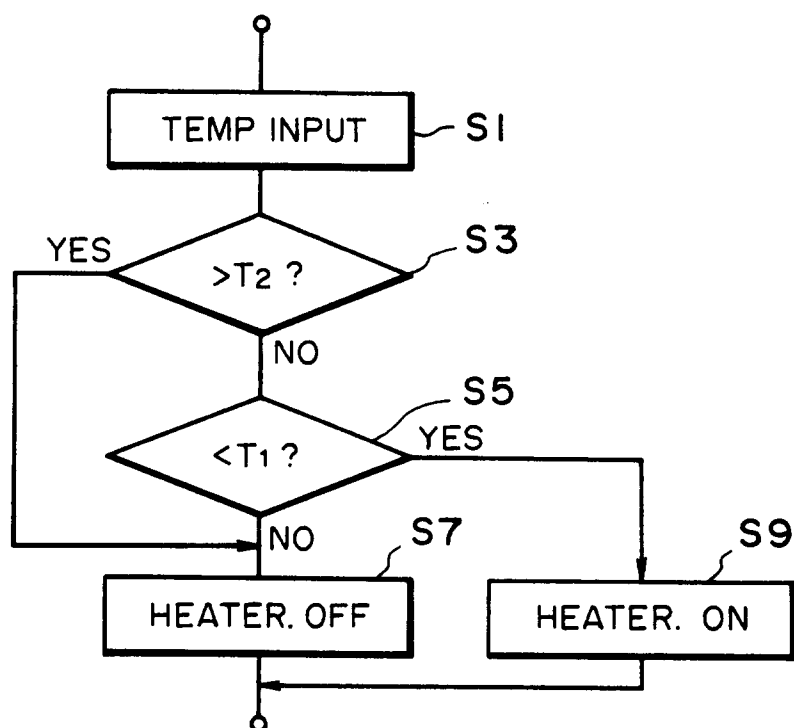 TEMP INPUT
S1
S3
YES
>T2 ?
NO
S5
<T1 ?
YES
NO
S7
S9
HEATER. OFF
HEATER. ON